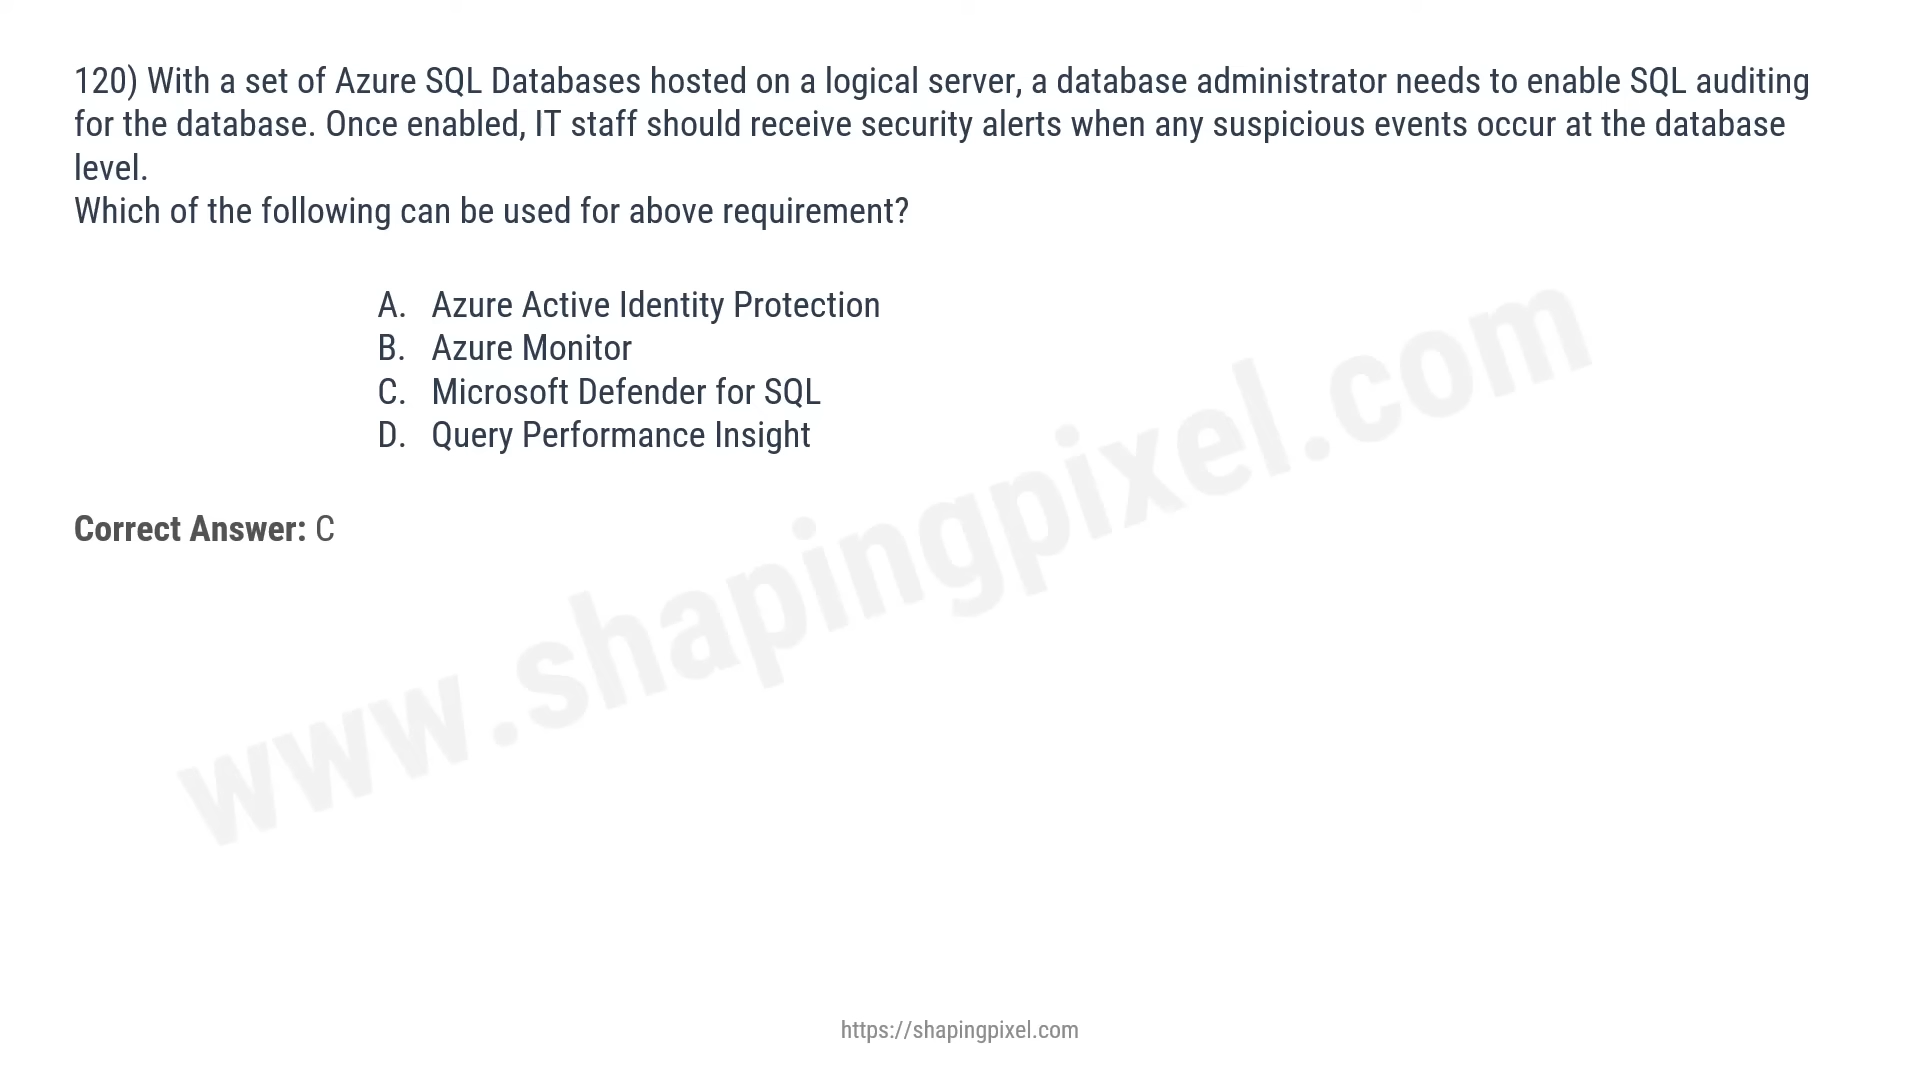 120) With a set of Azure SQL Databases hosted on a logical server, a database administrator needs to enable SQL auditing
for the database. Once enabled, IT staff should receive security alerts when any suspicious events occur at the database
level.
Which of the following can be used for above requirement?
A. Azure Active Identity Protection
B. Azure Monitor
C. Microsoft Defender for SQL
D. Query Performance Insight
Correct Answer: C
www.shapingpixel.com
https://shapingpixel.com